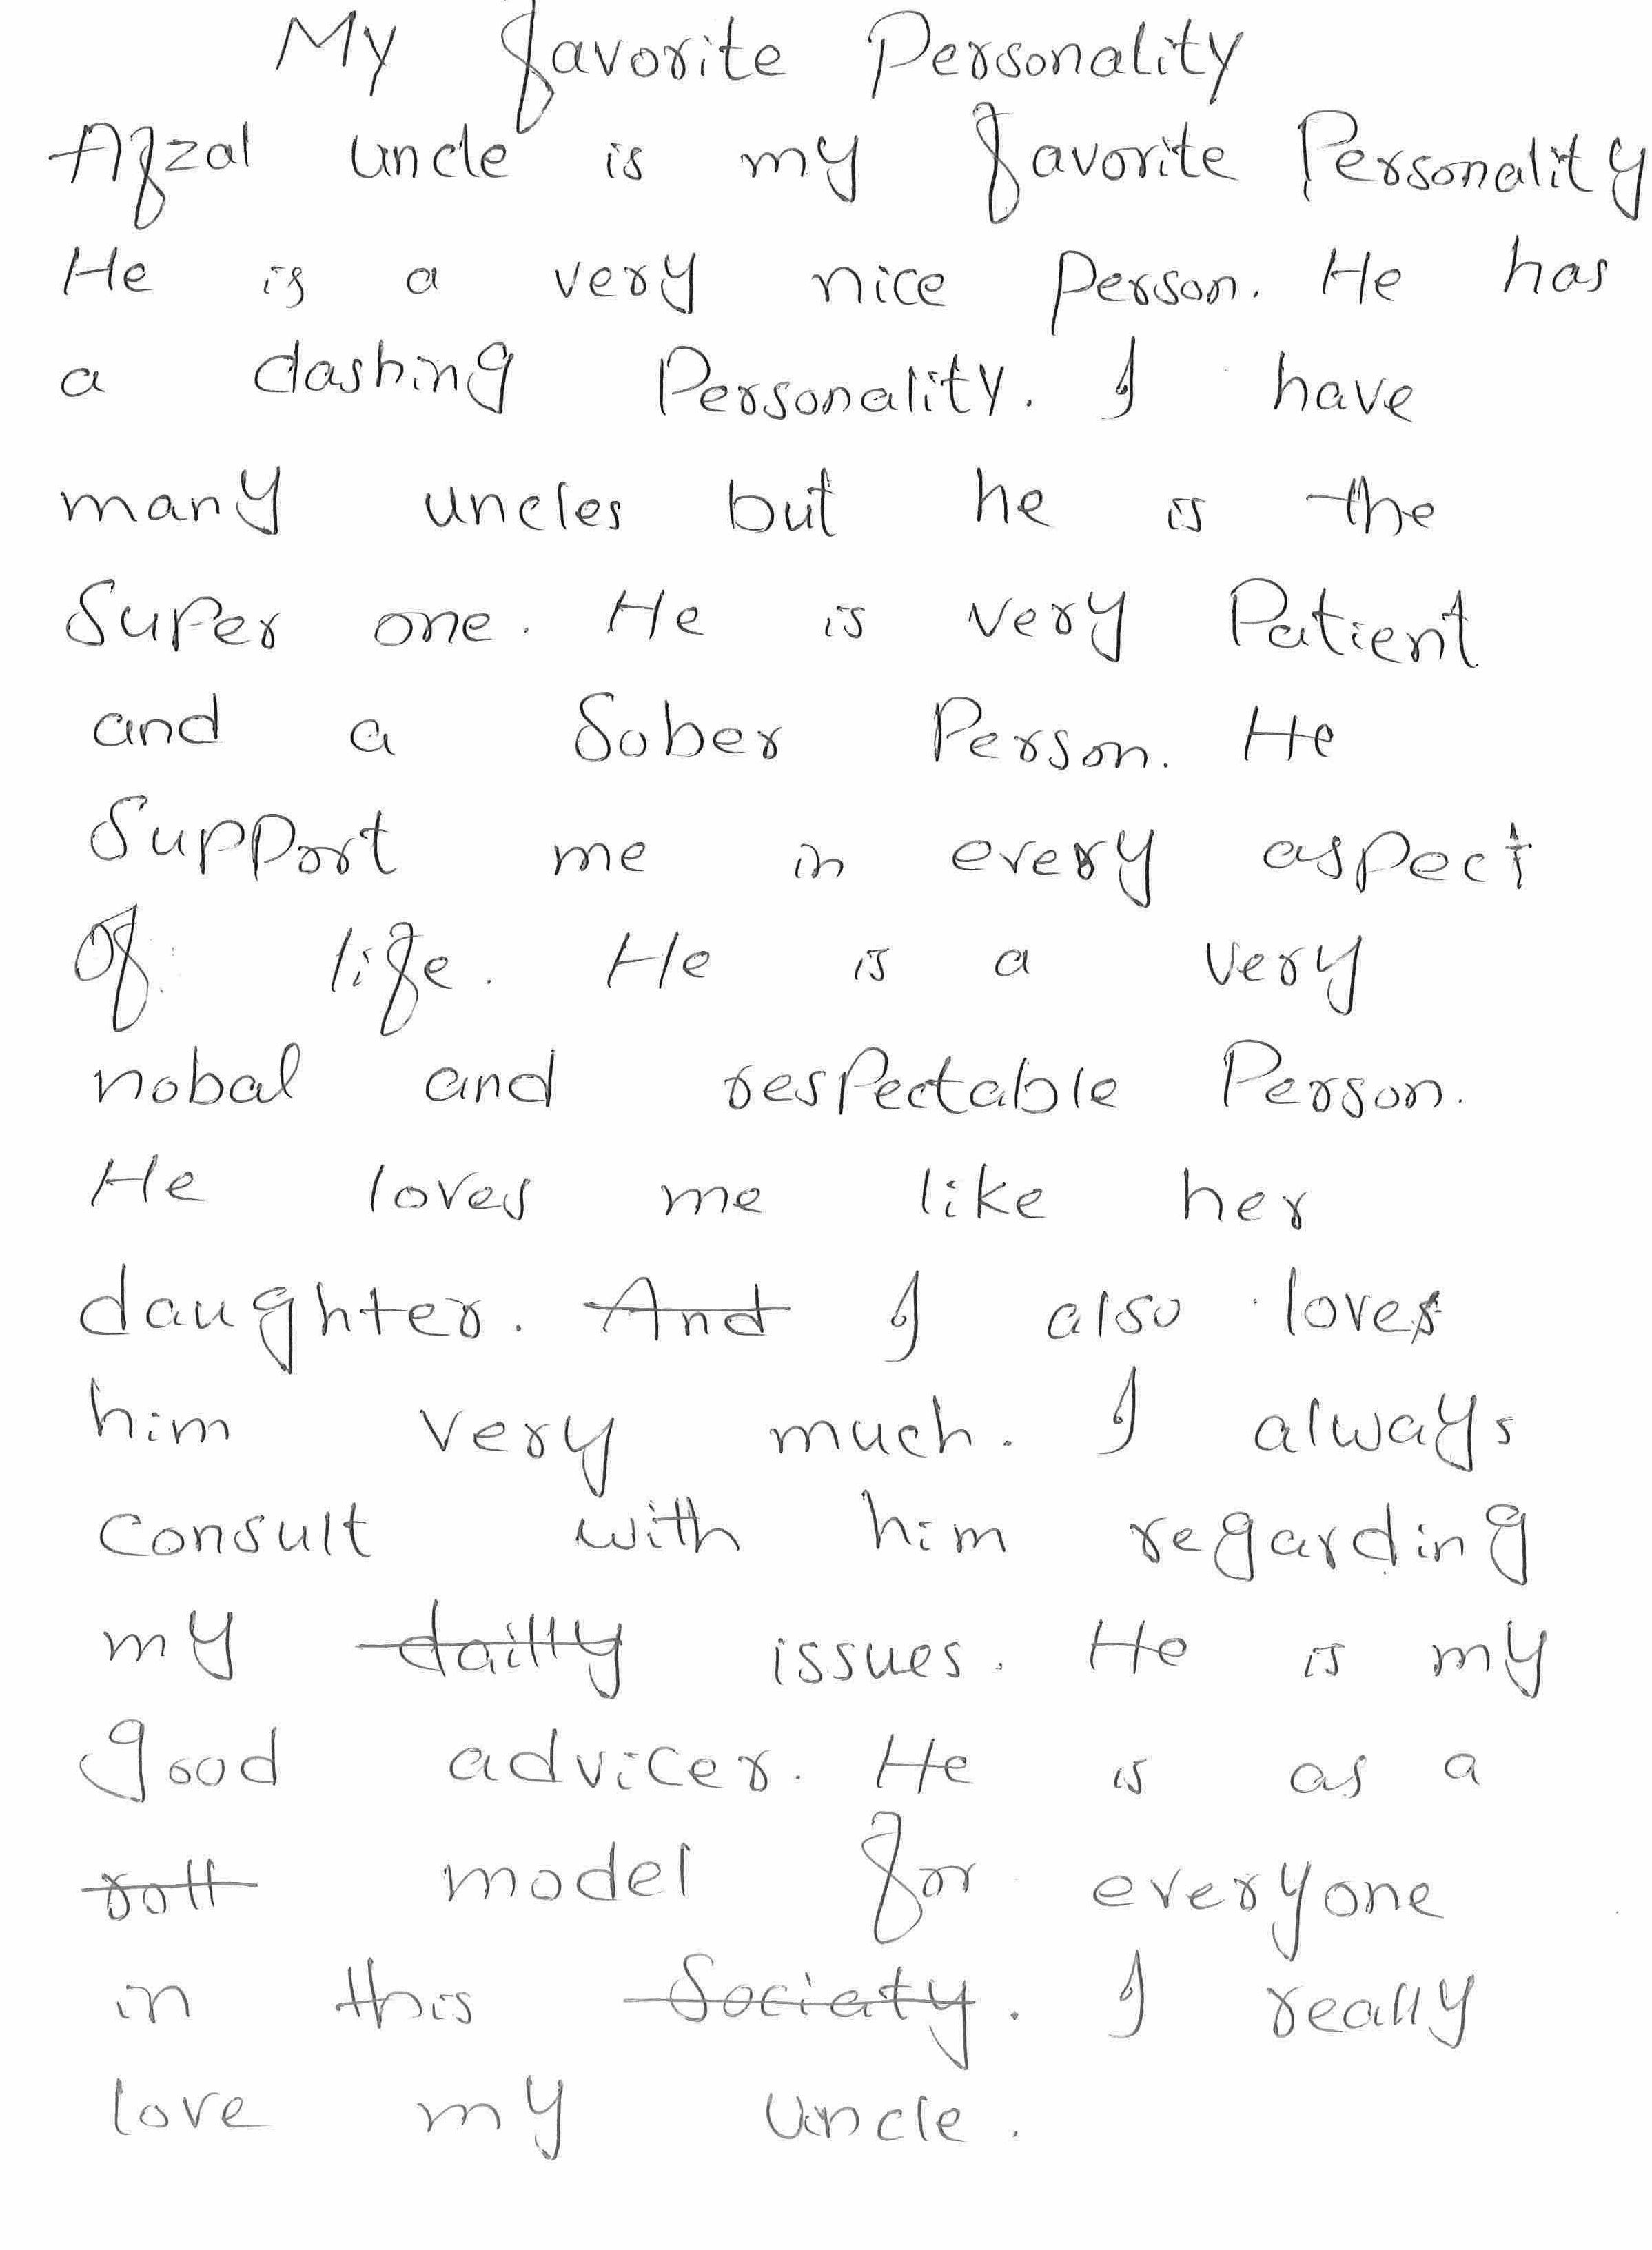 My favorite Personality
Afzal uncle is my favorite Personality
He is a very nice Person. He has
a dashing Personality. I have
many uncles but he is the
Super one. He is very Patient
and a Sober Person. He
Support me in every aspect
of life. He is a very
nobal and respectable Person.
He loves me like her
daughter. And I also loves
him very much. I always
consult with him regarding
my dailly issues. He is my
good advicer. He is as a
roll model for everyone
in this Sociaty. I really
love my uncle.